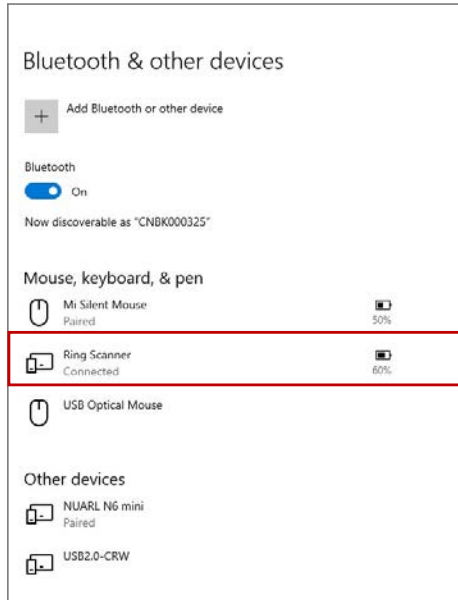 Bluetooth & other devices
Add Bluetooth or other device
Bluetooth
On
Now discoverable as "CNBK000325"
Mouse, keyboard, & pen
Mi Silent Mouse
Paired
50%
Ring Scanner
Connected
60%
USB Optical Mouse
Other devices
NUARL N6 mini
Paired
USB2.0-CRW